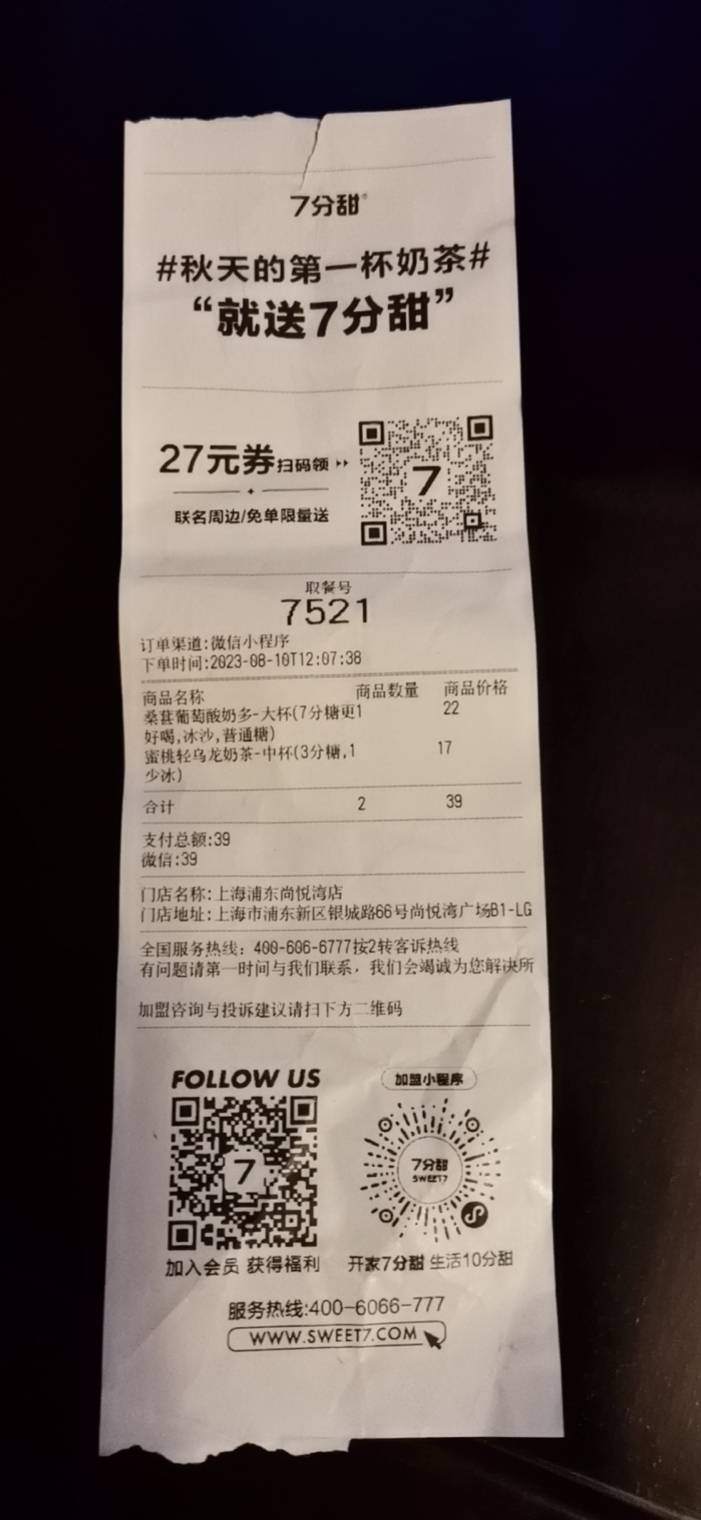 7分甜®
#秋天的第一杯奶茶#
“就送7分甜”
27元券扫码领
联名周边/免单限量送
7
取餐号
7521
订单渠道:微信小程序
下单时间:2023-08-10T12:07:38
商品名称 商品数量 商品价格
桑葚葡萄酸奶多-大杯(7分糖更1 22
好喝,冰沙,普通糖)
蜜桃轻乌龙奶茶-中杯(3分糖,1 17
少冰)
合计 2 39
支付总额:39
微信:39
门店名称:上海浦东尚悦湾店
门店地址:上海市浦东新区银城路66号尚悦湾广场B1-LG
全国服务热线：400-606-6777按2转客诉热线
有问题请第一时间与我们联系，我们会竭诚为您解决所
加盟咨询与投诉建议请扫下方二维码
FOLLOW US
加盟小程序
7
7分甜
SWEET7
加入会员 获得福利
开家7分甜 生活10分甜
服务热线:400-6066-777
WWW.SWEET7.COM